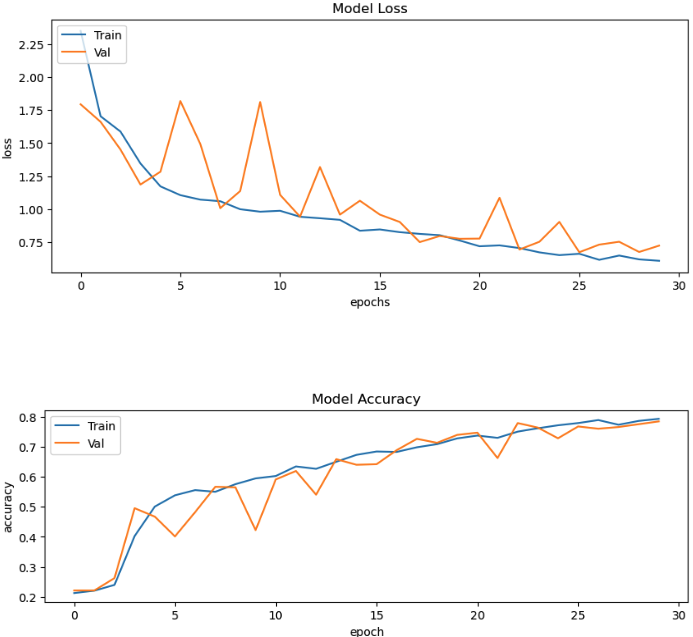 Model Loss
Train
Val
2.25
2.00
1.75
1.50
1.25
1.00
0.75
loss
0 5 10 15 20 25 30
epochs
Model Accuracy
Train
Val
0.8
0.7
0.6
0.5
0.4
0.3
0.2
accuracy
0 5 10 15 20 25 30
epoch